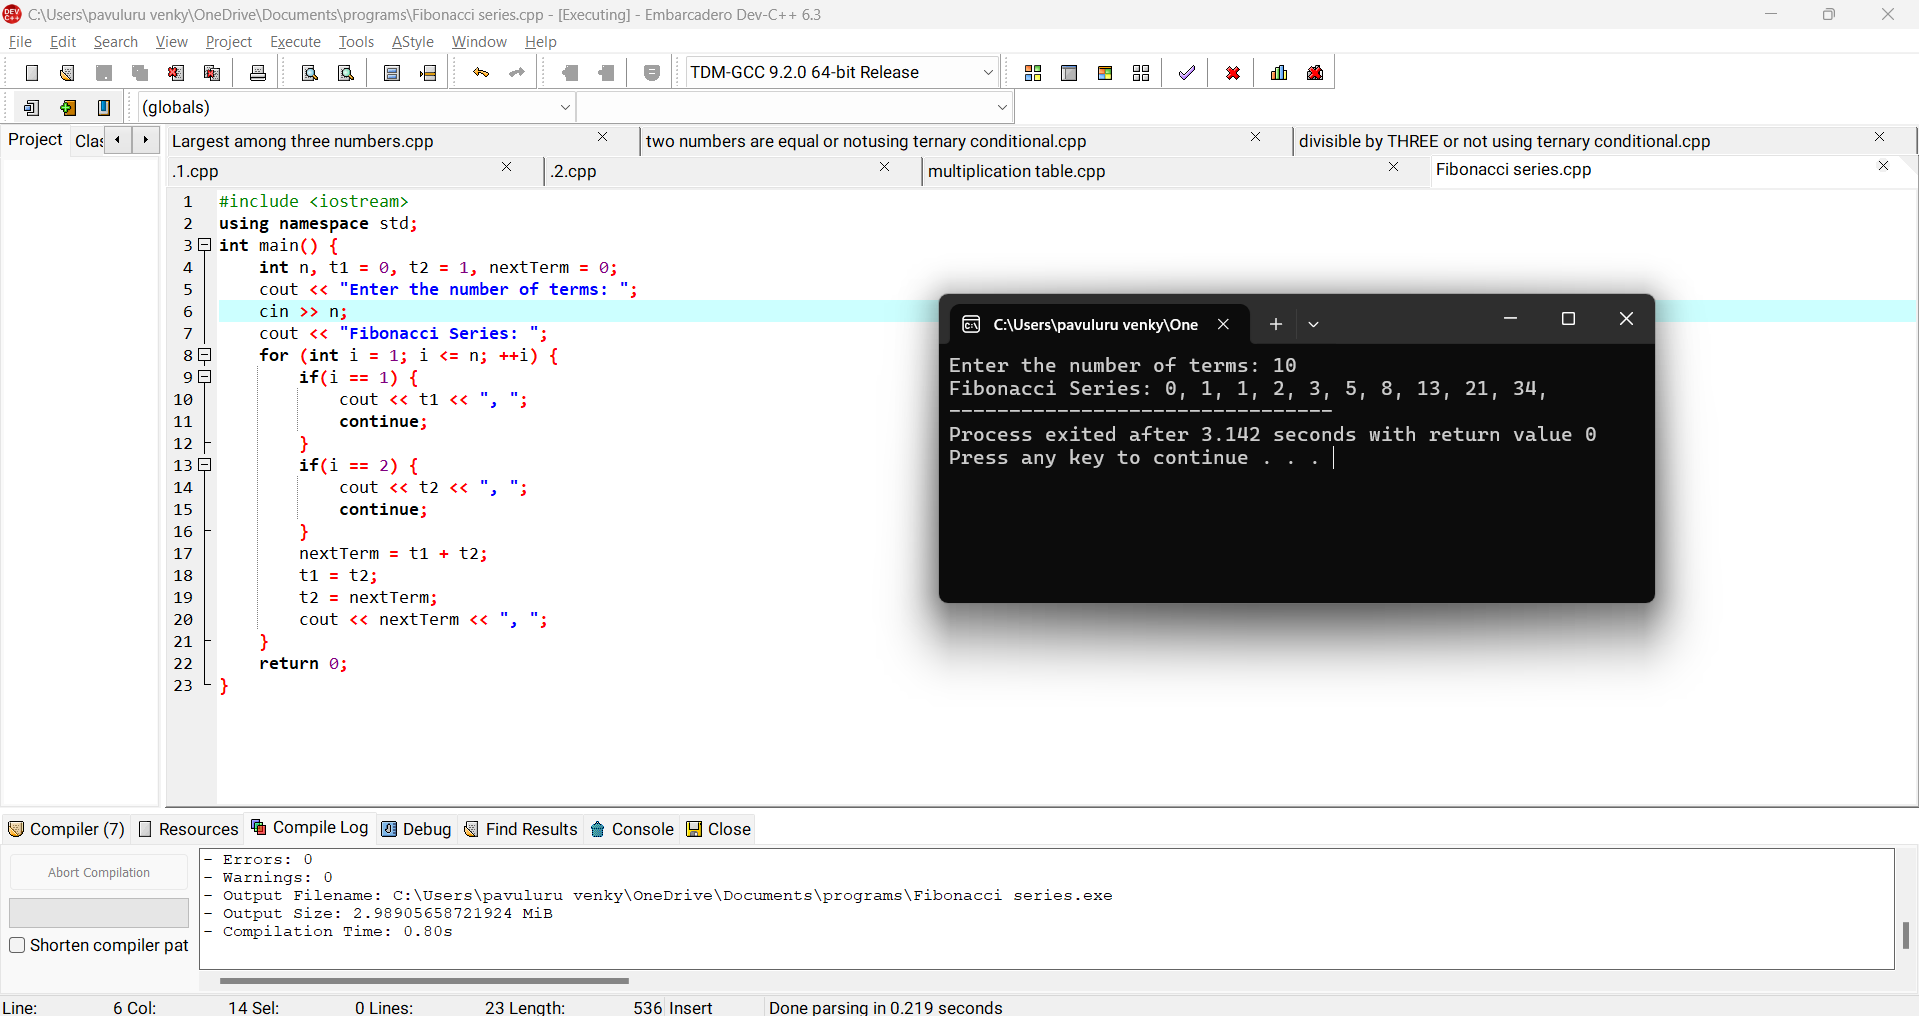 C:\Users\pavuluru venky\OneDrive\Documents\programs\Fibonacci series.cpp - [Executing] - Embarcadero Dev-C++ 6.3
File Edit Search View Project Execute Tools AStyle Window Help
TDM-GCC 9.2.0 64-bit Release
(globals)
Project Clas
Largest among three numbers.cpp two numbers are equal or notusing ternary conditional.cpp divisible by THREE or not using ternary conditional.cpp
.1.cpp .2.cpp multiplication table.cpp Fibonacci series.cpp
1 #include <iostream>
2 using namespace std;
3 int main() {
4 int n, t1 = 0, t2 = 1, nextTerm = 0;
5 cout << "Enter the number of terms: ";
6 cin >> n;
7 cout << "Fibonacci Series: ";
8 for (int i = 1; i <= n; ++i) {
9 if(i == 1) {
10 cout << t1 << ", ";
11 continue;
12 }
13 if(i == 2) {
14 cout << t2 << ", ";
15 continue;
16 }
17 nextTerm = t1 + t2;
18 t1 = t2;
19 t2 = nextTerm;
20 cout << nextTerm << ", ";
21 }
22 return 0;
23 }
C:\Users\pavuluru venky\One
Enter the number of terms: 10
Fibonacci Series: 0, 1, 1, 2, 3, 5, 8, 13, 21, 34,
--------------------------------
Process exited after 3.142 seconds with return value 0
Press any key to continue . . .
Compiler (7) Resources Compile Log Debug Find Results Console Close
Abort Compilation
Shorten compiler pat
- Errors: 0
- Warnings: 0
- Output Filename: C:\Users\pavuluru venky\OneDrive\Documents\programs\Fibonacci series.exe
- Output Size: 2.98905658721924 MiB
- Compilation Time: 0.80s
Line: 6 Col: 14 Sel: 0 Lines: 23 Length: 536 Insert Done parsing in 0.219 seconds